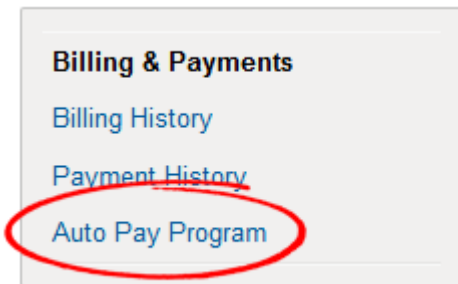 Billing & Payments
Billing History
Payment History
Auto Pay Program